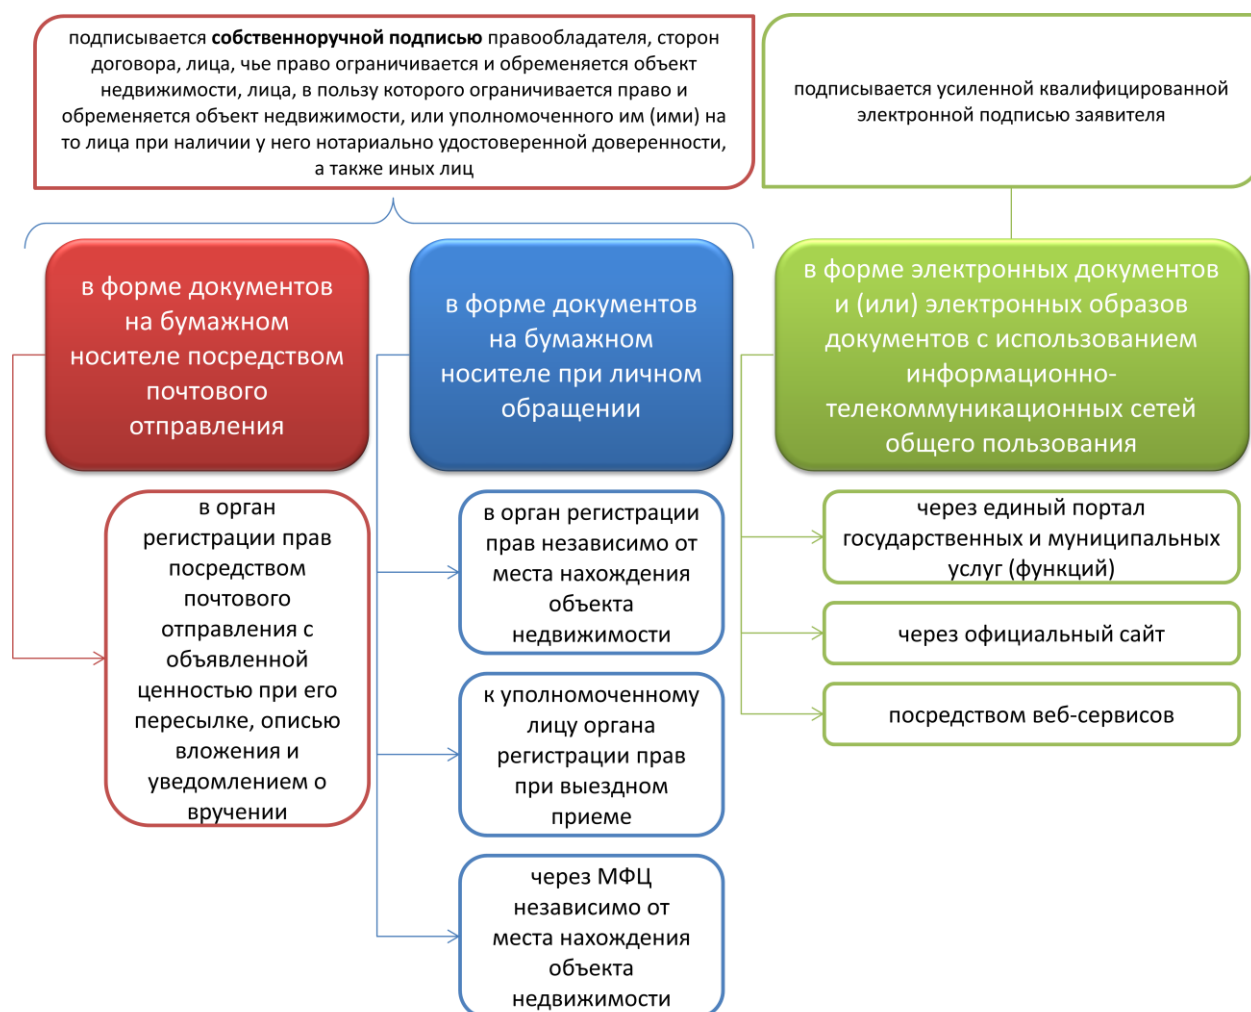 подписывается собственноручной подписью правообладателя, сторон
договора, лица, чье право ограничивается и обременяется объект
недвижимости, лица, в пользу которого ограничивается право и
обременяется объект недвижимости, или уполномоченного им (ими) на
то лица при наличии у него нотариально удостоверенной доверенности,
а также иных лиц
подписывается усиленной квалифицированной
электронной подписью заявителя
в форме документов
на бумажном
носителе посредством
почтового
отправления
в форме документов
на бумажном
носителе при личном
обращении
в форме электронных документов
и (или) электронных образов
документов с использованием
информационно-
телекоммуникационных сетей
общего пользования
в орган
регистрации прав
посредством
почтового
отправления с
объявленной
ценностью при его
пересылке, описью
вложения и
уведомлением о
вручении
в орган регистрации
прав независимо от
места нахождения
объекта
недвижимости
к уполномоченному
лицу органа
регистрации прав
при выездном
приеме
через МФЦ
независимо от
места нахождения
объекта
недвижимости
через единый портал
государственных и муниципальных
услуг (функций)
через официальный сайт
посредством веб-сервисов